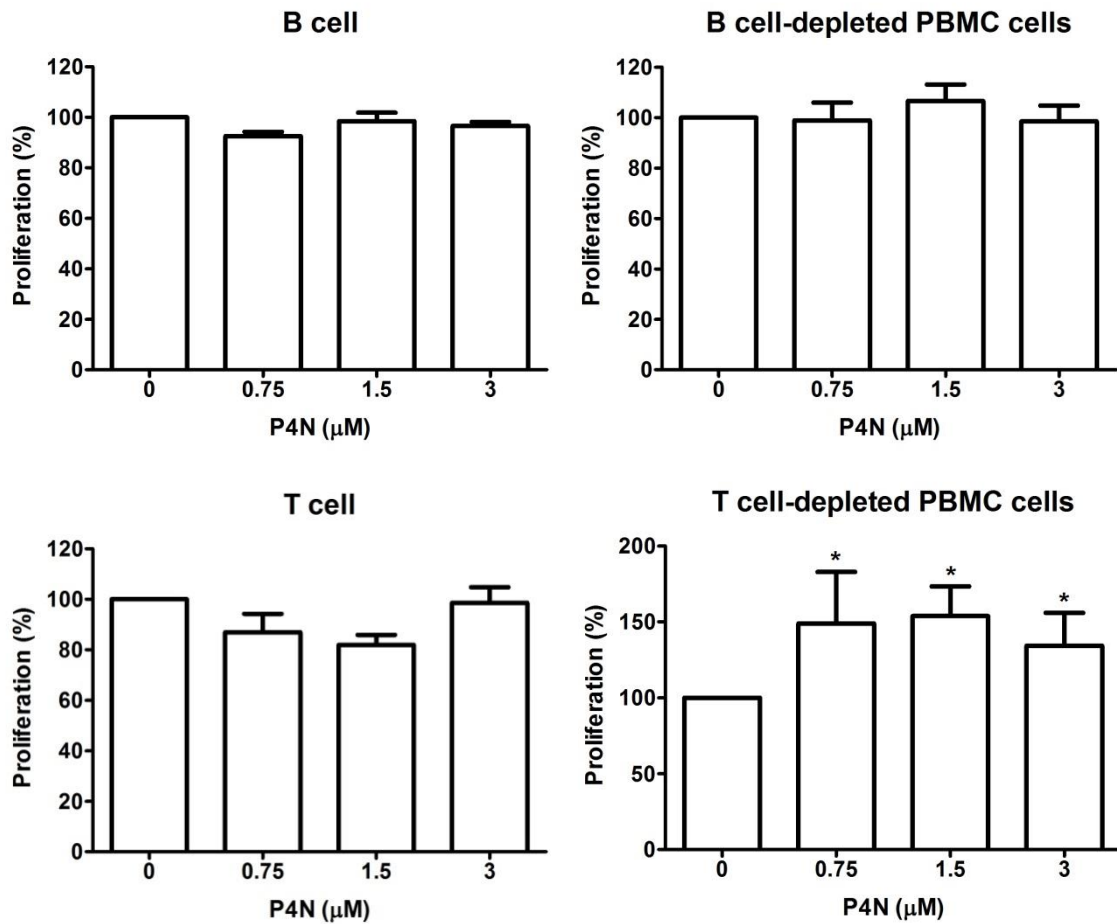 B cell
Proliferation (%)
120
100
80
60
40
20
0
0 0.75 1.5 3
P4N (μM)
B cell-depleted PBMC cells
Proliferation (%)
120
100
80
60
40
20
0
0 0.75 1.5 3
P4N (μM)
T cell
Proliferation (%)
120
100
80
60
40
20
0
0 0.75 1.5 3
P4N (μM)
T cell-depleted PBMC cells
Proliferation (%)
200
150
100
50
0
* * *
0 0.75 1.5 3
P4N (μM)